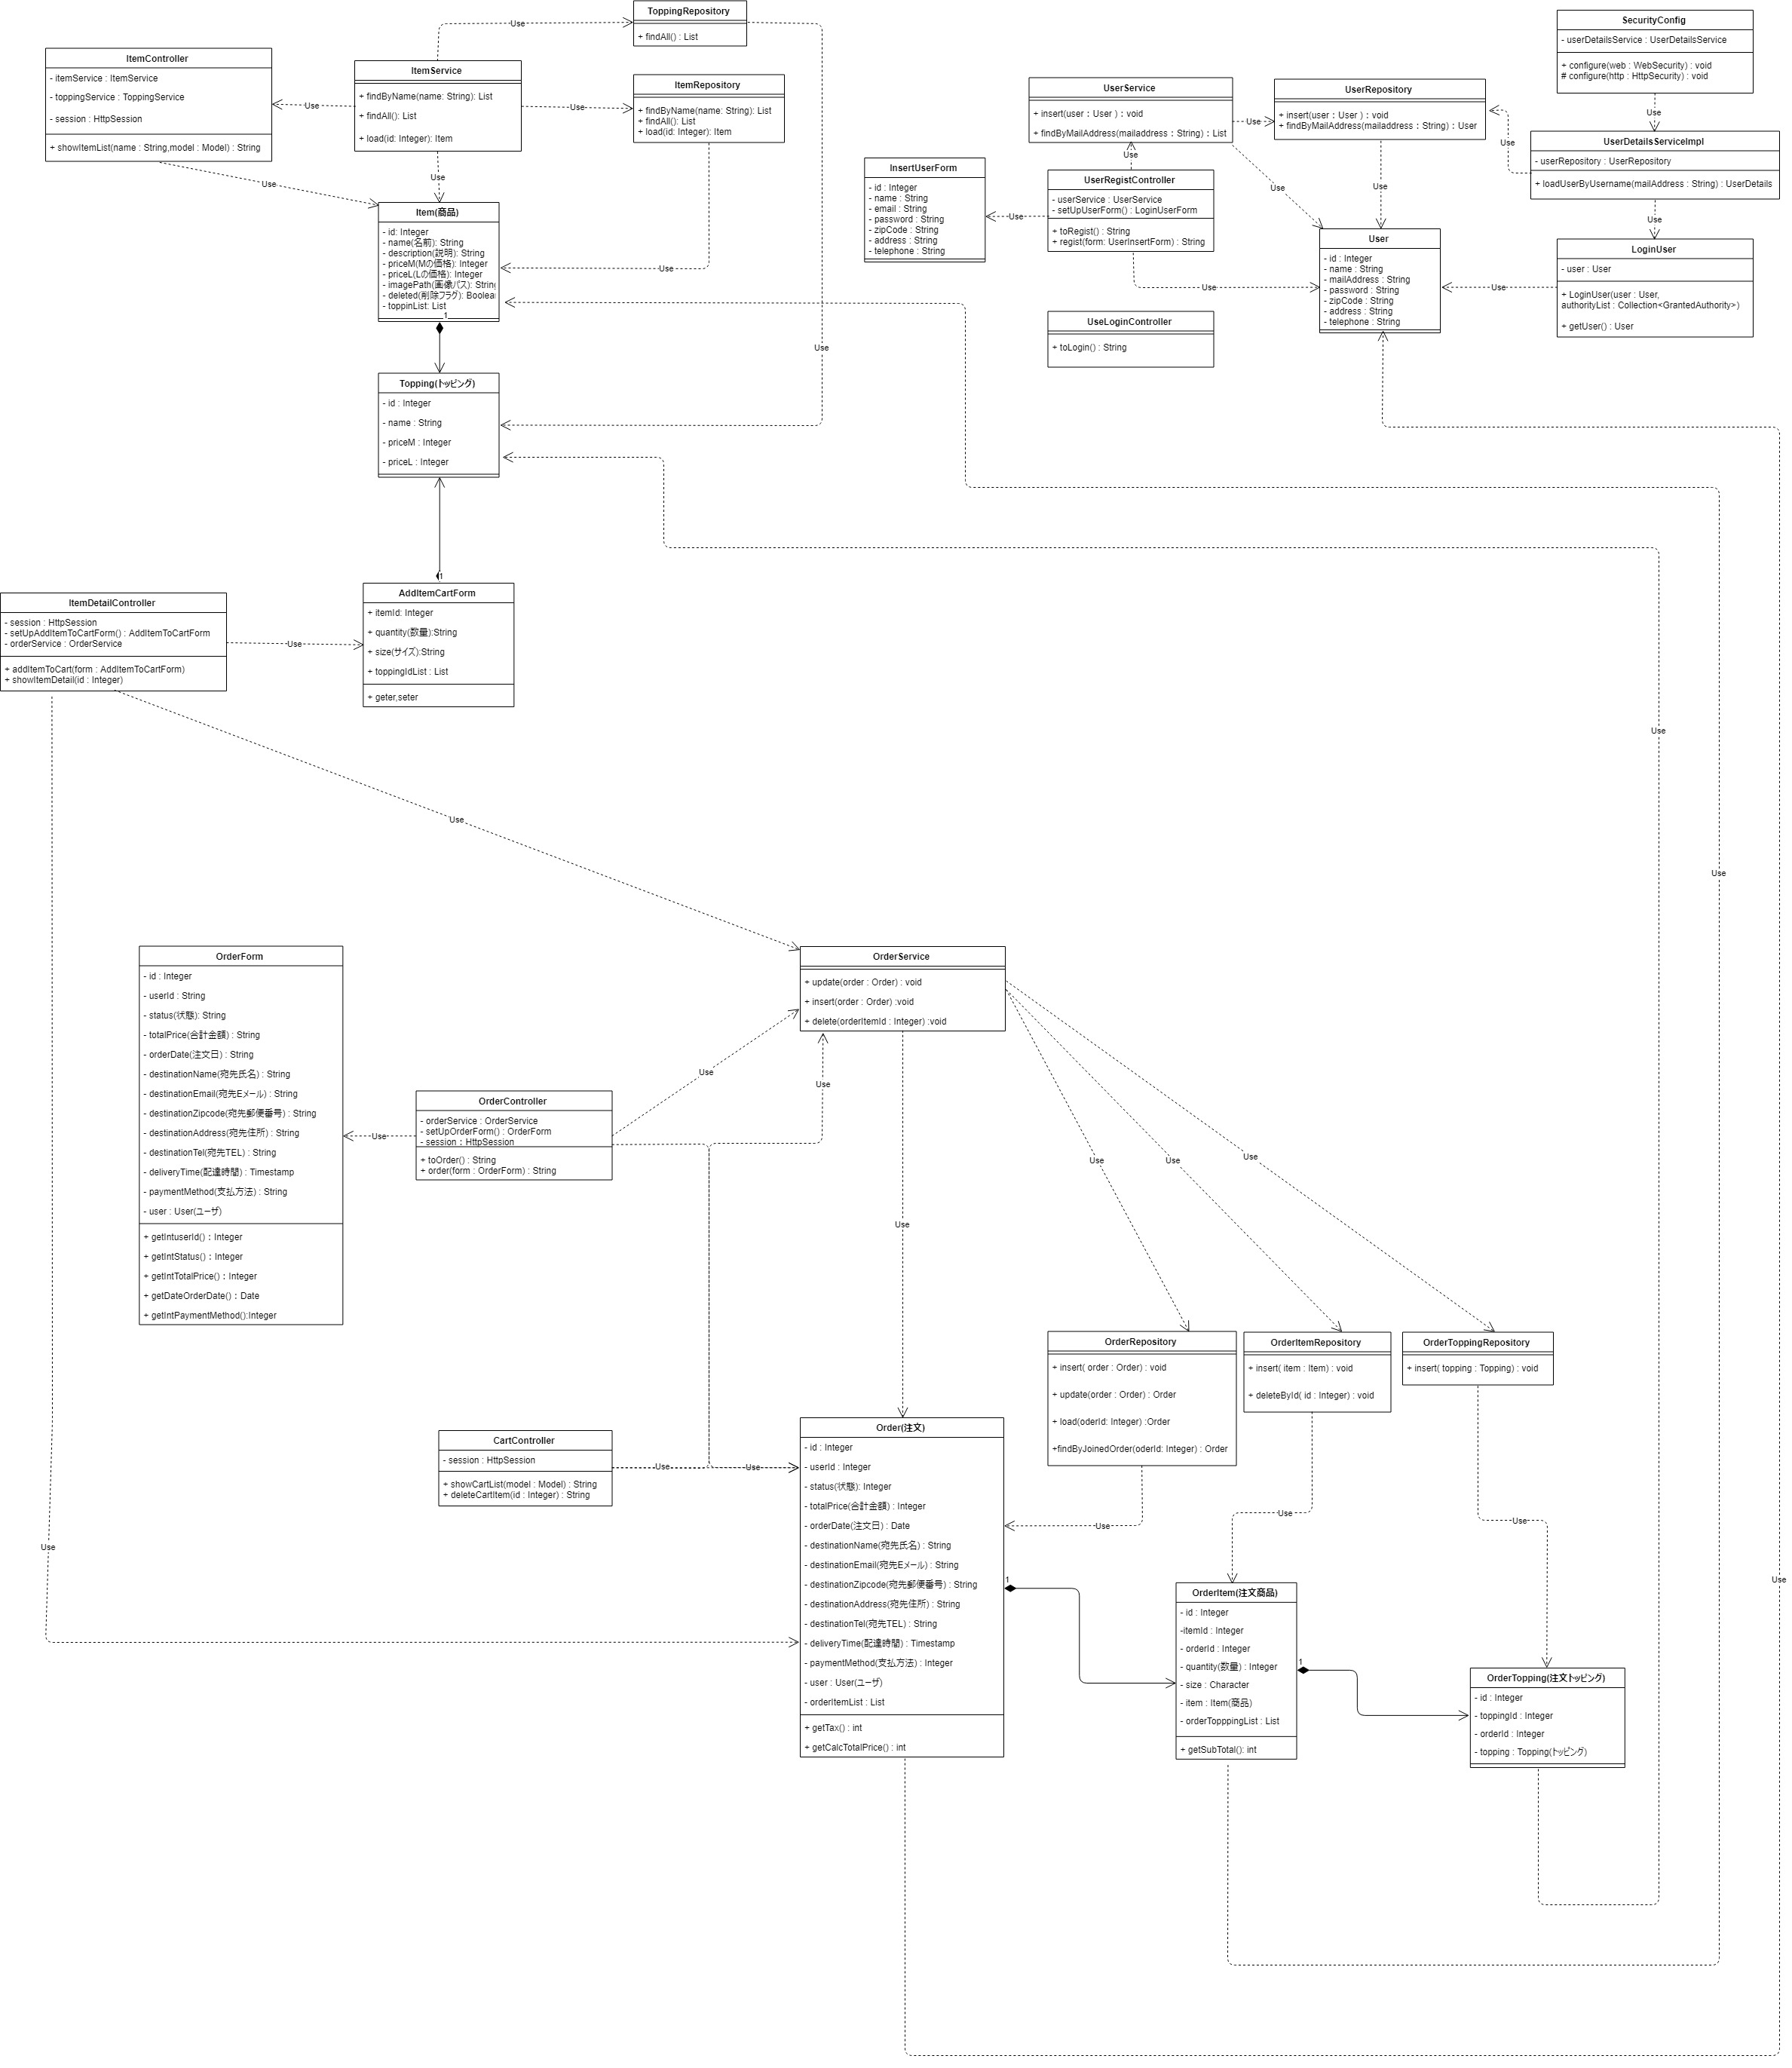 ToppingRepository
+ findAll() : List
Use
ItemController
- itemService : ItemService
- toppingService : ToppingService
- session : HttpSession
+ showItemList(name : String,model : Model) : String
Use
ItemService
+ findByName(name: String): List
+ findAll(): List
+ load(id: Integer): Item
Use
ItemRepository
+ findByName(name: String): List
+ findAll(): List
+ load(id: Integer): Item
Use
Use
Item(商品)
- id: Integer
- name(名前): String
- description(説明): String
- priceM(Mの価格): Integer
- priceL(Lの価格): Integer
- imagePath(画像パス): String
- deleted(削除フラグ): Boolea
- toppinList: List
1
Use
Use
Topping(トッピング)
- id : Integer
- name : String
- priceM : Integer
- priceL : Integer
1
UserService
+ insert(user : User ) : void
+ findByMailAddress(mailaddress : String) : List
Use
UserRepository
+ insert(user : User ) : void
+ findByMailAddress(mailaddress : String) : User
Use
SecurityConfig
- userDetailsService : UserDetailsService
+ configure(web : WebSecurity) : void
# configure(http : HttpSecurity) : void
Use
UserDetailsServiceImpl
- userRepository : UserRepository
+ loadUserByUsername(mailAddress : String) : UserDetails
Use
InsertUserForm
- id : Integer
- name : String
- email : String
- password : String
- zipCode : String
- address : String
- telephone : String
Use
Use
UserRegistController
- userService : UserService
- setUpUserForm() : LoginUserForm
+ toRegist() : String
+ regist(form: UserInsertForm) : String
Use
Use
Use
User
- id : Integer
- name : String
- mailAddress : String
- password : String
- zipCode : String
- address : String
- telephone : String
Use
LoginUser
- user : User
+ LoginUser(user : User,
authorityList : Collection<GrantedAuthority>)
+ getUser() : User
UseLoginController
+ toLogin() : String
ItemDetailController
- session : HttpSession
- setUpAddItemToCartForm() : AddItemToCartForm
- orderService : OrderService
+ addItemToCart(form : AddItemToCartForm)
+ showItemDetail(id : Integer)
Use
AddItemCartForm
+ itemId: Integer
+ quantity(数量):String
+ size(サイズ):String
+ toppingIdList : List
+ geter,seter
Use
Use
Use
OrderForm
- id : Integer
- userId : String
- status(状態): String
- totalPrice(合計金額) : String
- orderDate(注文日) : String
- destinationName(宛先氏名) : String
- destinationEmail(宛先Eメール) : String
- destinationZipcode(宛先郵便番号) : String
- destinationAddress(宛先住所) : String
- destinationTel(宛先TEL) : String
- deliveryTime(配達時間) : Timestamp
- paymentMethod(支払方法) : String
- user : User(ユーザ)
+ getIntuserId() : Integer
+ getIntStatus() : Integer
+ getIntTotalPrice() : Integer
+ getDateOrderDate() : Date
+ getIntPaymentMethod():Integer
OrderService
+ update(order : Order) : void
+ insert(order : Order) :void
+ delete(orderItemId : Integer) :void
Use
OrderController
- orderService : OrderService
- setUpOrderForm() : OrderForm
- session : HttpSession
+ toOrder() : String
+ order(form : OrderForm) : String
Use
Use
Use
Use
Use
Use
OrderRepository
+ insert( order : Order) : void
+ update(order : Order) : Order
+ load(oderId: Integer) :Order
+findByJoinedOrder(oderId: Integer) : Order
OrderItemRepository
+ insert( item : Item) : void
+ deleteById( id : Integer) : void
OrderToppingRepository
+ insert( topping : Topping) : void
CartController
- session : HttpSession
+ showCartList(model : Model) : String
+ deleteCartItem(id : Integer) : String
Use
Use
Order(注文)
- id : Integer
- userId : Integer
- status(状態): Integer
- totalPrice(合計金額) : Integer
- orderDate(注文日) : Date
- destinationName(宛先氏名) : String
- destinationEmail(宛先Eメール) : String
- destinationZipcode(宛先郵便番号) : String
- destinationAddress(宛先住所) : String
- destinationTel(宛先TEL) : String
- deliveryTime(配達時間) : Timestamp
- paymentMethod(支払方法) : Integer
- user : User(ユーザ)
- orderItemList : List
+ getTax() : int
+ getCalcTotalPrice() : int
Use
Use
Use
Use
Use
1
OrderItem(注文商品)
- id : Integer
-itemId : Integer
- orderId : Integer
- quantity(数量) : Integer
- size : Character
- item : Item(商品)
- orderTopppingList : List
+ getSubTotal(): int
1
OrderTopping(注文トッピング)
- id : Integer
- toppingId : Integer
- orderId : Integer
- topping : Topping(トッピング)